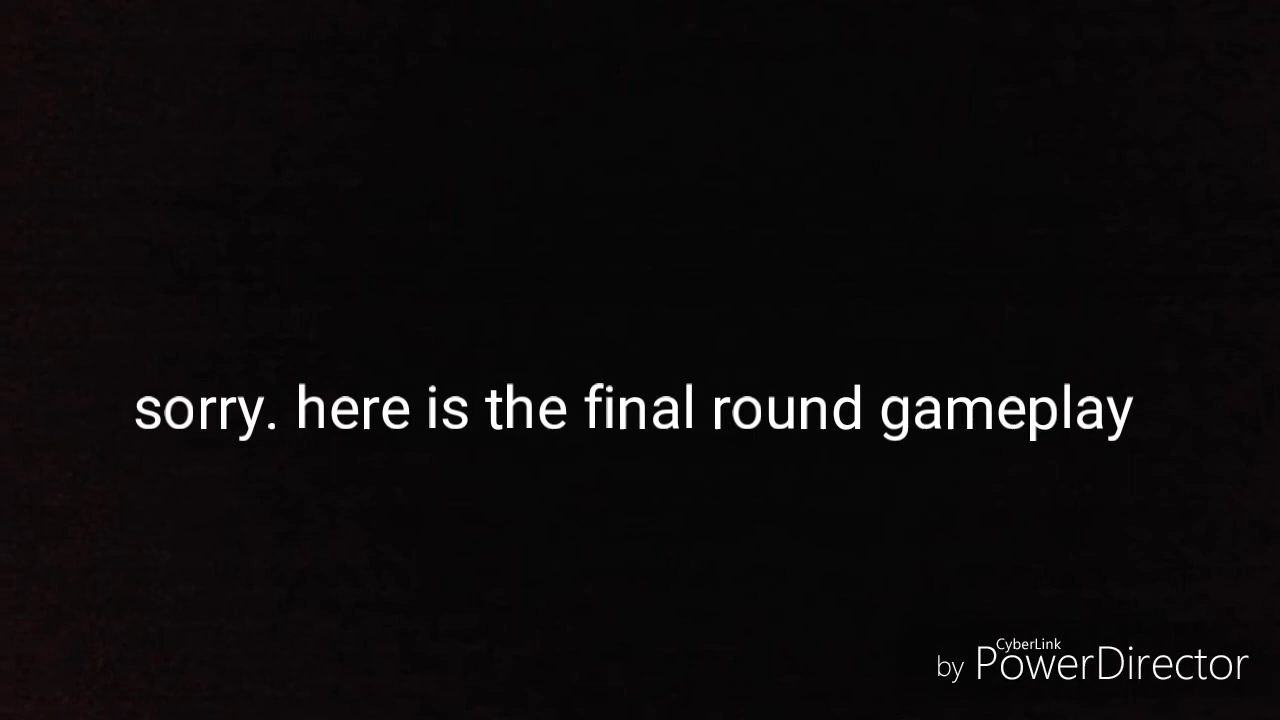 sorry. here is the final round gameplay
CyberLink
by PowerDirector